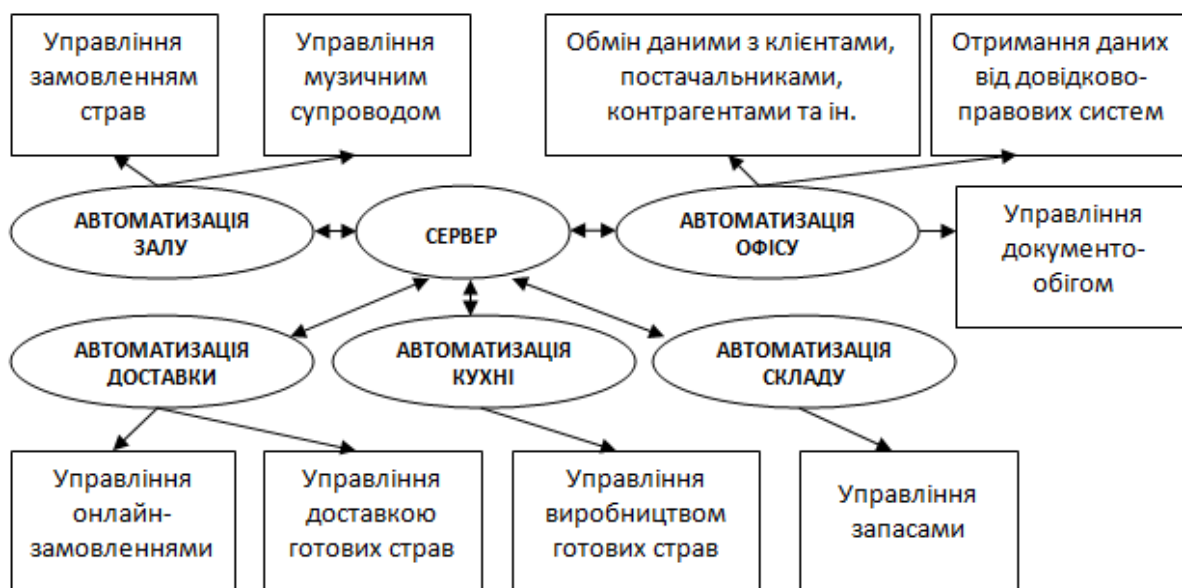 Управління
замовленням
страв
Управління
музичним
супроводом
Обмін даними з клієнтами,
постачальниками,
контрагентами та ін.
Отримання даних
від довідково-
правових систем
АВТОМАТИЗАЦІЯ
ЗАЛУ
СЕРВЕР
АВТОМАТИЗАЦІЯ
ОФІСУ
Управління
документо-
обігом
АВТОМАТИЗАЦІЯ
ДОСТАВКИ
АВТОМАТИЗАЦІЯ
КУХНІ
АВТОМАТИЗАЦІЯ
СКЛАДУ
Управління
онлайн-
замовленнями
Управління
доставкою
готових страв
Управління
виробництвом
готових страв
Управління
запасами